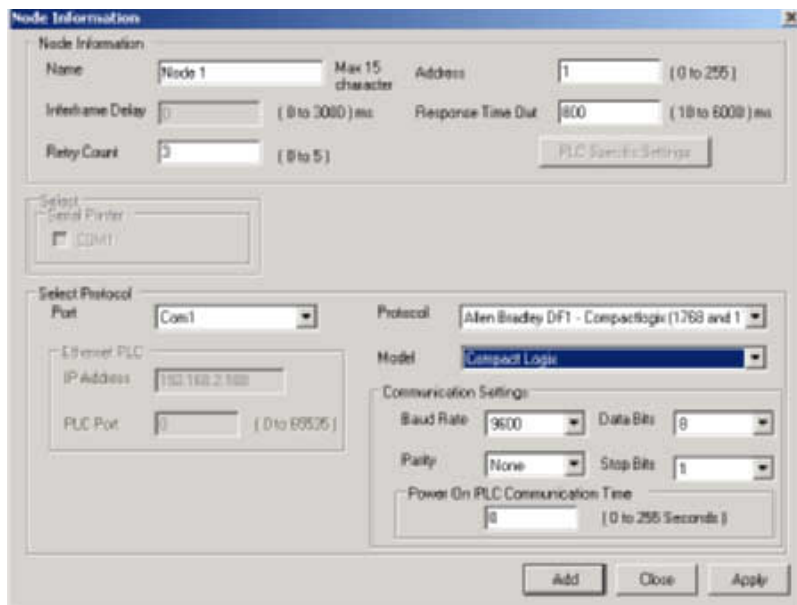 Node Information
Node Information
Name
Node 1
Max 15 character
Address
1
( 0 to 255 )
Interframe Delay
0
( 0 to 3000 ) ms
Response Time Out
800
( 10 to 6000 ) ms
Retry Count
3
( 0 to 5 )
PLC Specific Settings
Select
Serial Printer
COM1
Select Protocol
Port
Com1
Protocol
Allen Bradley DF1 - Compactlogix (1768 and 1
Ethernet PLC
IP Address
192.168.2.
PLC Port
0
( 0 to 65535 )
Model
Compact Logix
Communication Settings
Baud Rate
9600
Data Bits
8
Parity
None
Stop Bits
1
Power On PLC Communication Time
( 0 to 255 Seconds )
Add
Close
Apply